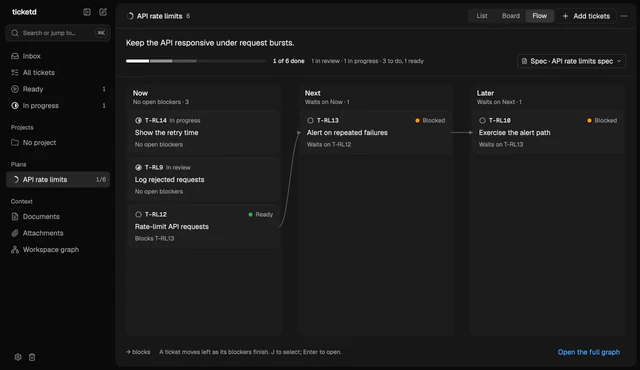 ticketd
Search or jump to...
⌘K
Inbox
All tickets
Ready 1
In progress 1
Projects
No project
Plans
API rate limits 1/6
Context
Documents
Attachments
Workspace graph
API rate limits 6
List Board Flow
+ Add tickets ...
Keep the API responsive under request bursts.
1 of 6 done 1 in review · 1 in progress · 3 to do, 1 ready
Spec · API rate limits spec
Now
No open blockers · 3
T-RL14 In progress
Show the retry time
No open blockers
T-RL9 In review
Log rejected requests
No open blockers
T-RL12 Ready
Rate-limit API requests
Blocks T-RL13
Next
Waits on Now · 1
T-RL13 Blocked
Alert on repeated failures
Waits on T-RL12
Later
Waits on Next · 1
T-RL10 Blocked
Exercise the alert path
Waits on T-RL13
→ blocks A ticket moves left as its blockers finish. J to select; Enter to open.
Open the full graph